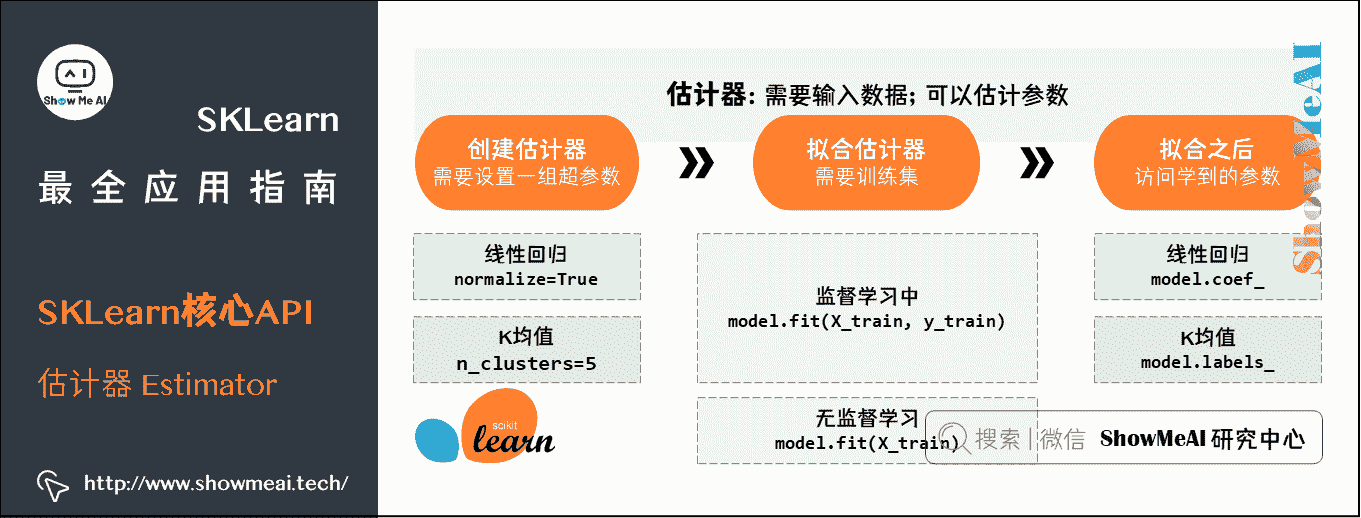 Show Me AI
SKLearn
最全应用指南
SKLearn核心API
估计器 Estimator
http://www.showmeai.tech/
估计器: 需要输入数据; 可以估计参数
创建估计器
需要设置一组超参数
拟合估计器
需要训练集
拟合之后
访问学到的参数
线性回归
normalize=True
K均值
n_clusters=5
监督学习中
model.fit(X_train, y_train)
无监督学习
model.fit(X_train)
线性回归
model.coef_
K均值
model.labels_
scikit
learn
搜索 | 微信 ShowMeAI 研究中心
ShowMeAI